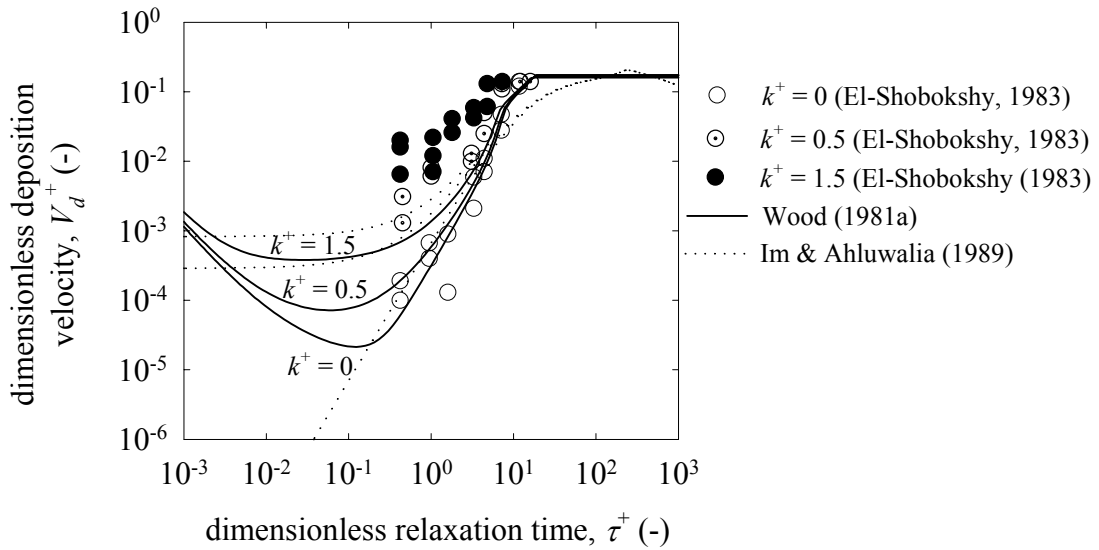 dimensionless deposition
velocity, V_d^+ (-)
10^0
10^-1
10^-2
10^-3
10^-4
10^-5
10^-6
k^+ = 1.5
k^+ = 0.5
k^+ = 0
10^-3 10^-2 10^-1 10^0 10^1 10^2 10^3
dimensionless relaxation time, τ^+ (-)
k^+ = 0 (El-Shobokshy, 1983)
k^+ = 0.5 (El-Shobokshy, 1983)
k^+ = 1.5 (El-Shobokshy (1983)
Wood (1981a)
Im & Ahluwalia (1989)